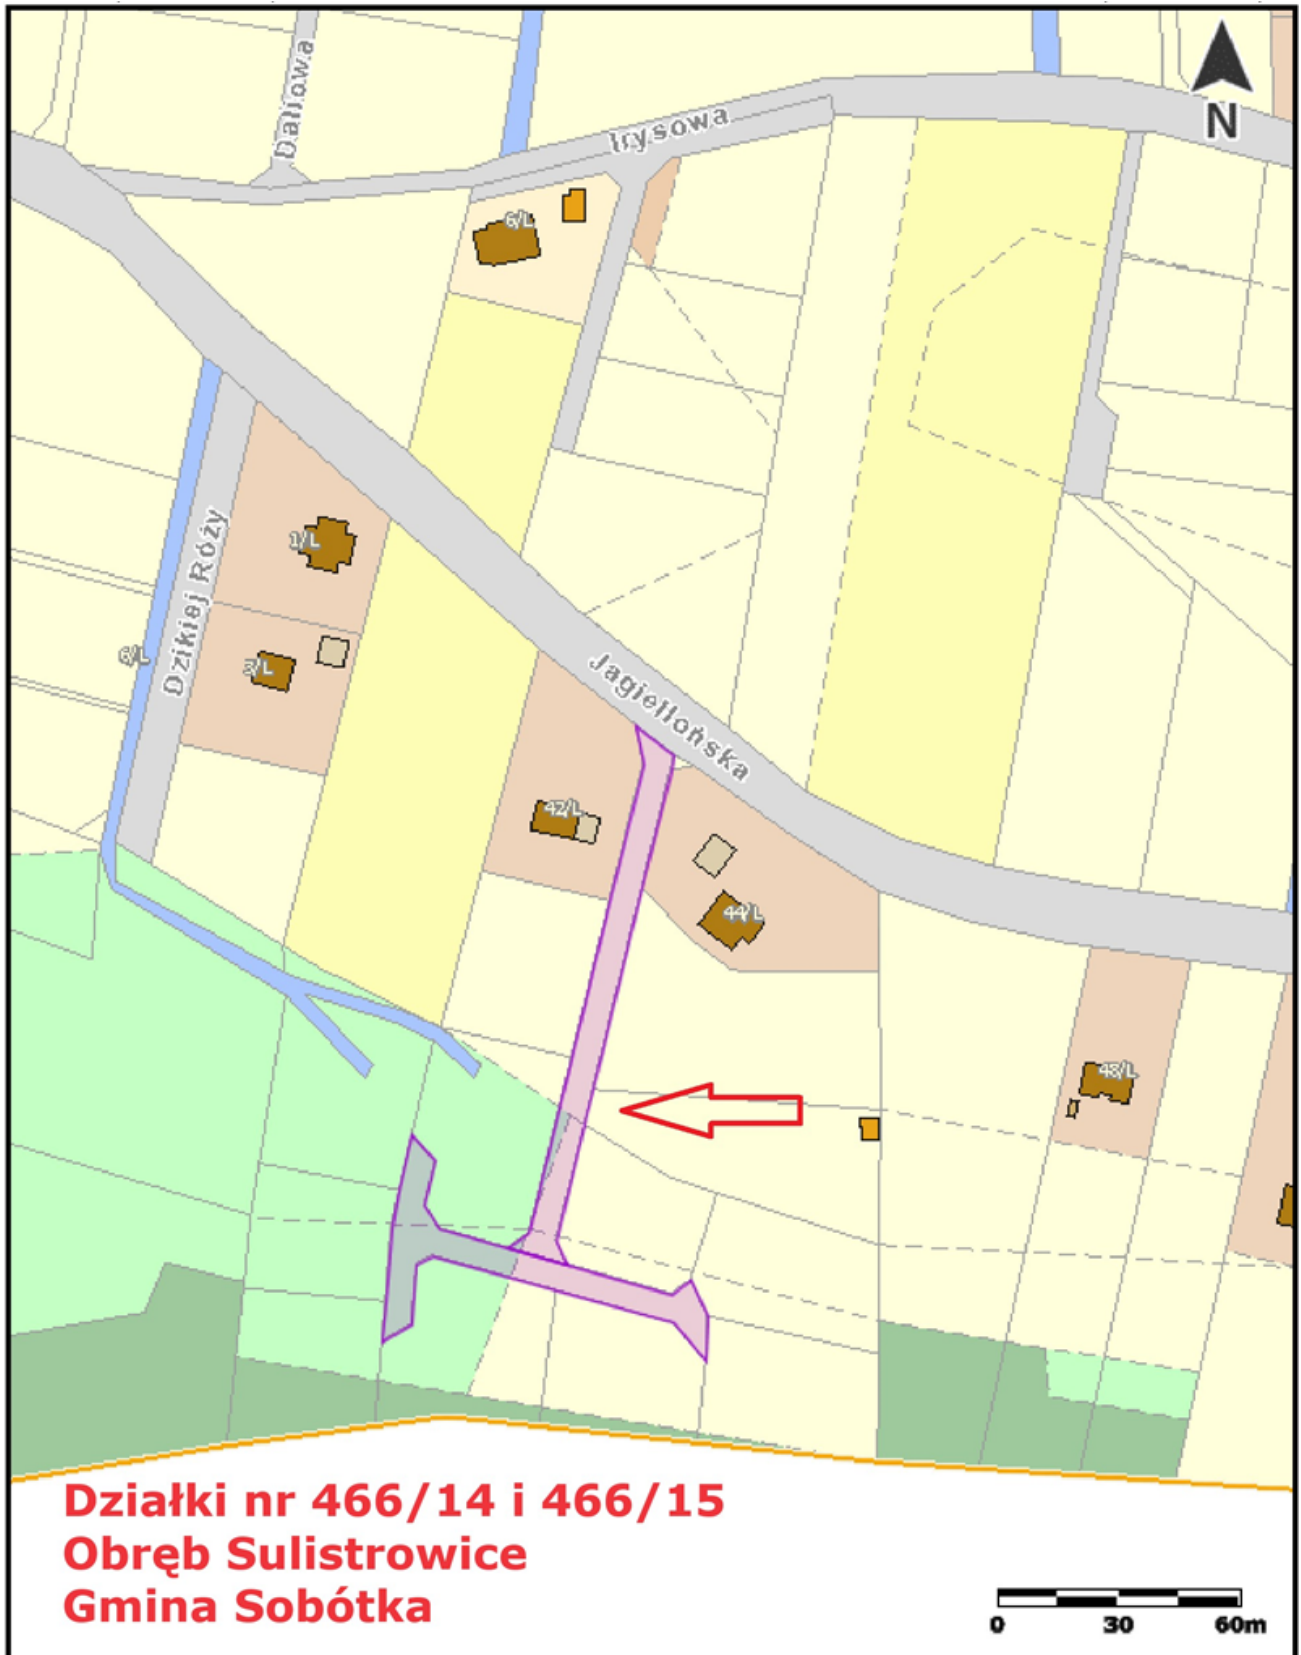 Daliowa
Irysowa
N
6/L
1/L
Dzikiej Róży
6/L
3/L
Jagiellońska
42/L
44/L
48/L
Działki nr 466/14 i 466/15
Obręb Sulistrowice
Gmina Sobótka
0 30 60m